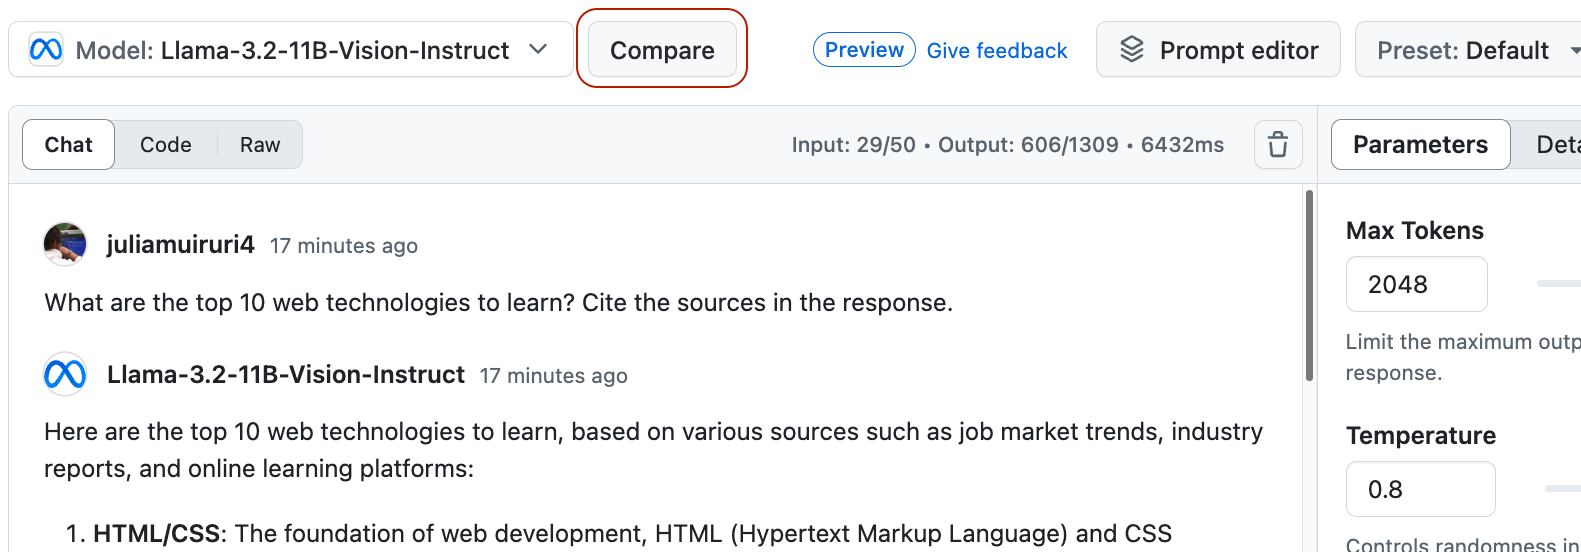 Model: Llama-3.2-11B-Vision-Instruct Compare Preview Give feedback Prompt editor Preset: Default
Chat Code Raw Input: 29/50 • Output: 606/1309 • 6432ms
Parameters
juliamuiruri4 17 minutes ago
What are the top 10 web technologies to learn? Cite the sources in the response.
Llama-3.2-11B-Vision-Instruct 17 minutes ago
Here are the top 10 web technologies to learn, based on various sources such as job market trends, industry
reports, and online learning platforms:
1. HTML/CSS: The foundation of web development, HTML (Hypertext Markup Language) and CSS
Max Tokens
2048
Limit the maximum
response.
Temperature
0.8
Controls randomness in